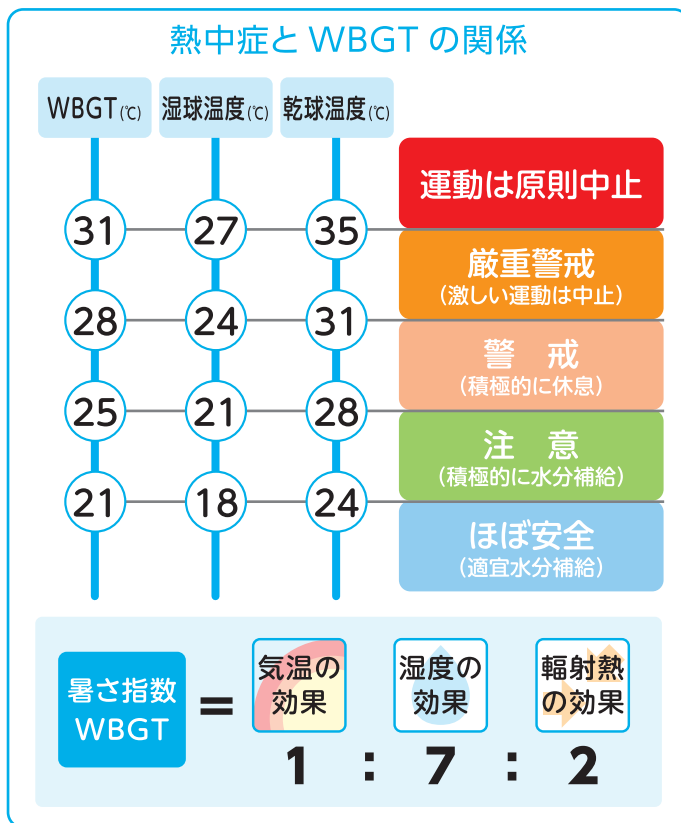 熱中症と WBGT の関係
WBGT(℃) 湿球温度(℃) 乾球温度(℃)
運動は原則中止
31 27 35
厳重警戒
(激しい運動は中止)
28 24 31
警　戒
(積極的に休息)
25 21 28
注　意
(積極的に水分補給)
21 18 24
ほぼ安全
(適宜水分補給)
暑さ指数
WBGT
=
気温の
効果
湿度の
効果
輻射熱
の効果
1 : 7 : 2